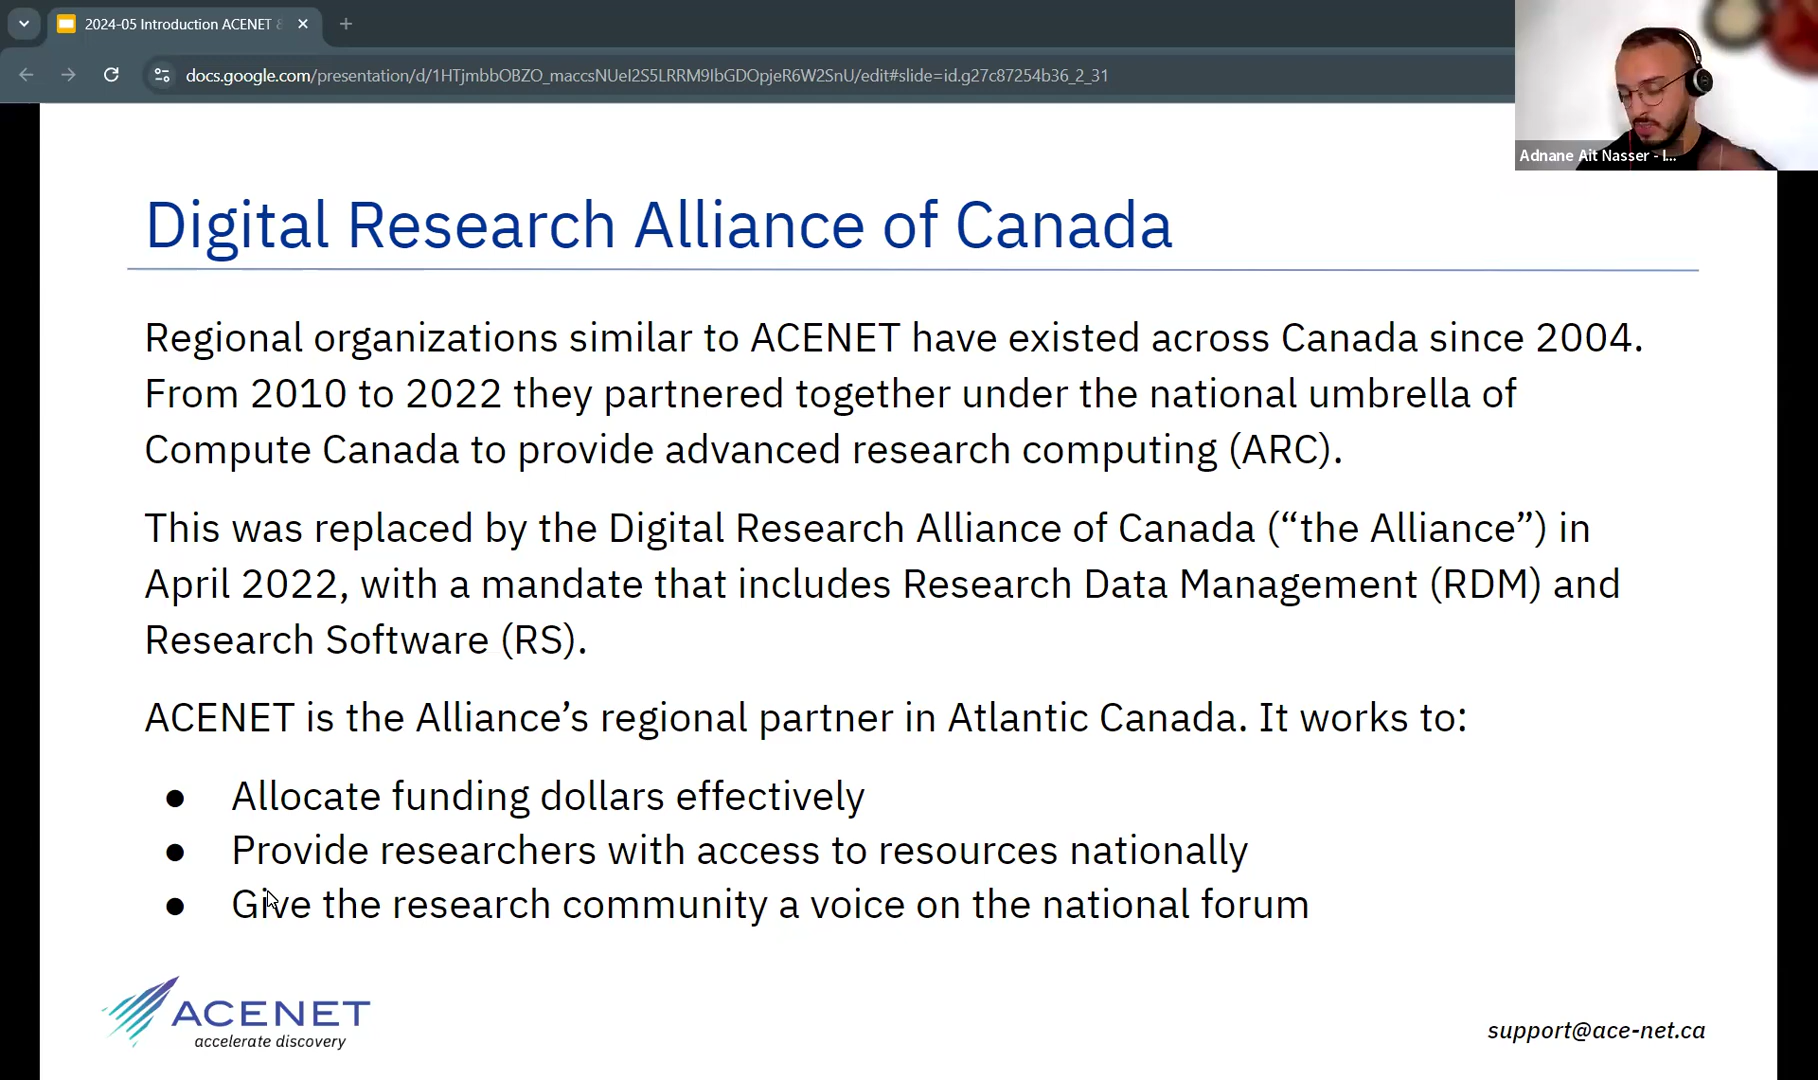 2024-05 Introduction ACENET &
docs.google.com/presentation/d/1HTjmbbOBZO_maccsNUeI2S5LRRM9IbGDOpjeR6W2SnU/edit#slide=id.g27c87254b36_2_31
Adnane Ait Nasser - I...
Digital Research Alliance of Canada
Regional organizations similar to ACENET have existed across Canada since 2004.
From 2010 to 2022 they partnered together under the national umbrella of
Compute Canada to provide advanced research computing (ARC).
This was replaced by the Digital Research Alliance of Canada (“the Alliance”) in
April 2022, with a mandate that includes Research Data Management (RDM) and
Research Software (RS).
ACENET is the Alliance’s regional partner in Atlantic Canada. It works to:
● Allocate funding dollars effectively
● Provide researchers with access to resources nationally
● Give the research community a voice on the national forum
ACENET
accelerate discovery
support@ace-net.ca